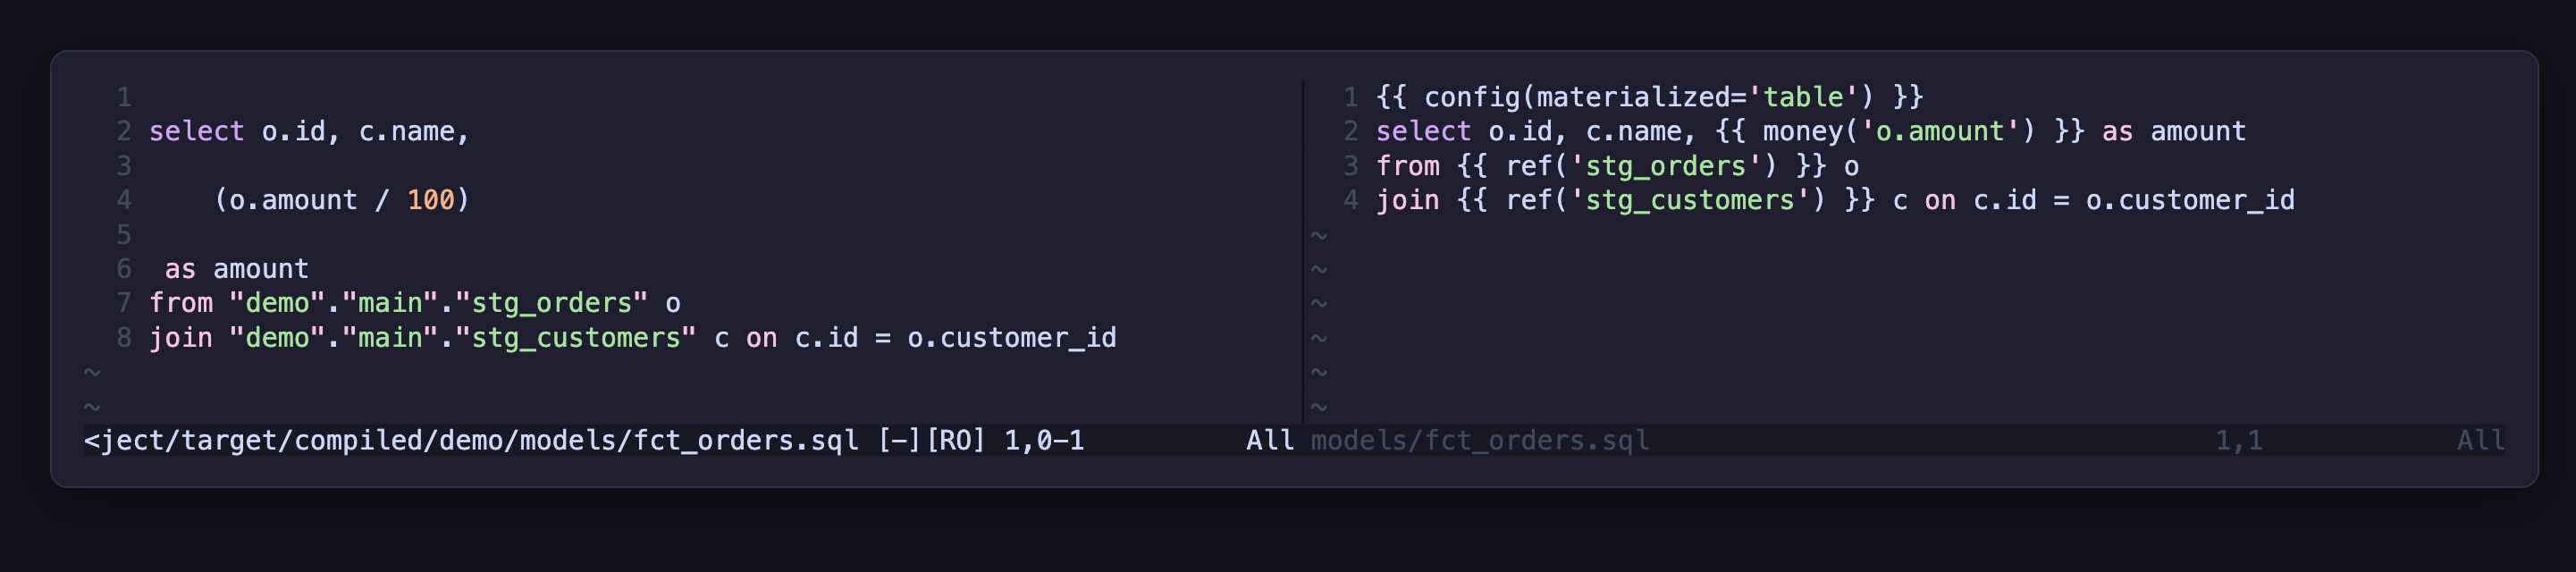 1
2 select o.id, c.name,
3
4     (o.amount / 100)
5
6  as amount
7 from "demo"."main"."stg_orders" o
8 join "demo"."main"."stg_customers" c on c.id = o.customer_id
~
~
<ject/target/compiled/demo/models/fct_orders.sql [-][RO] 1,0-1 All
1 {{ config(materialized='table') }}
2 select o.id, c.name, {{ money('o.amount') }} as amount
3 from {{ ref('stg_orders') }} o
4 join {{ ref('stg_customers') }} c on c.id = o.customer_id
~
~
~
~
~
~
models/fct_orders.sql 1,1 All